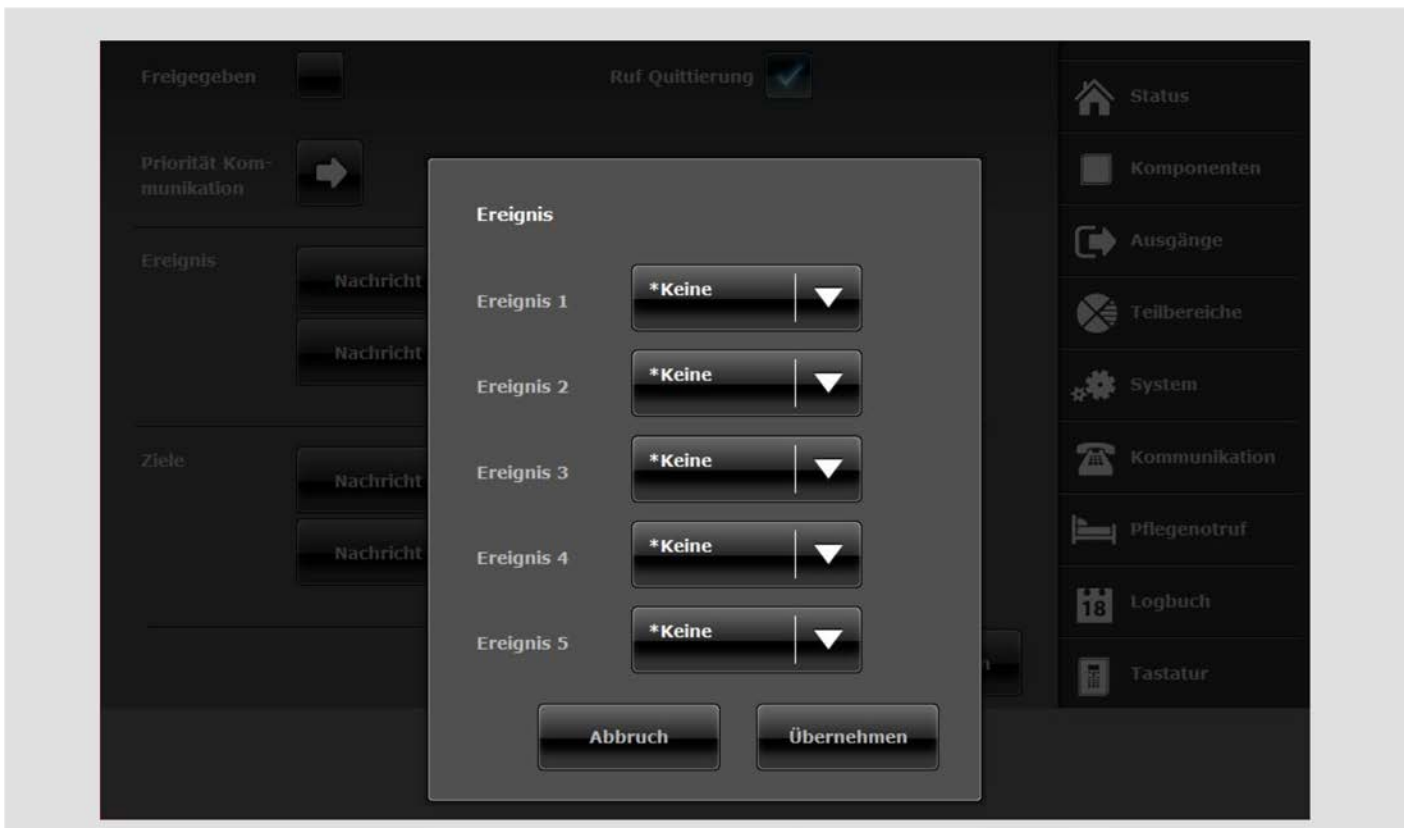 Freigegeben
Ruf Quittierung
Priorität Kom-
munikation
Ereignis
Nachricht
Nachricht
Ziele
Nachricht
Nachricht
n
Ereignis
Ereignis 1
*Keine
Ereignis 2
*Keine
Ereignis 3
*Keine
Ereignis 4
*Keine
Ereignis 5
*Keine
Abbruch
Übernehmen
Status
Komponenten
Ausgänge
Teilbereiche
System
Kommunikation
Pflegenotruf
18
Logbuch
Tastatur